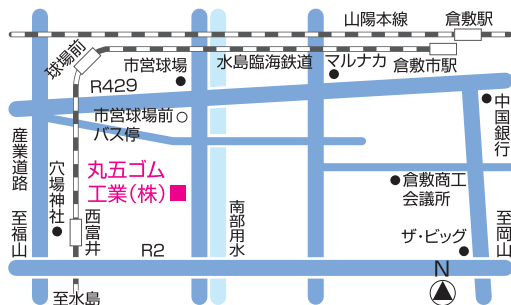 山陽本線
倉敷駅
球場前
市営球場
水島臨海鉄道
マルナカ
倉敷市駅
R429
市営球場前
バス停
中国銀行
産業道路
穴場神社
丸五ゴム
工業(株)
倉敷商工
会議所
西富井
南部用水
ザ・ビッグ
至岡山
至福山
R2
N
至水島